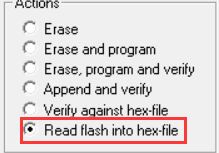 Actions
Erase
Erase and program
Erase, program and verify
Append and verify
Verify against hex-file
Read flash into hex-file